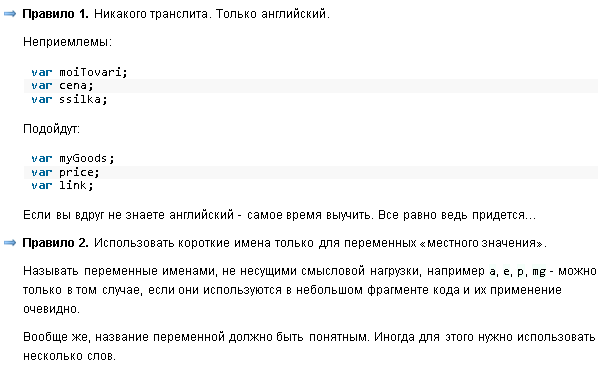 Правило 1. Никакого транслита. Только английский.
Неприемлемы:
var moiTovari;
var cena;
var ssilka;
Подойдут:
var myGoods;
var price;
var link;
Если вы вдруг не знаете английский - самое время выучить. Все равно ведь придется...
Правило 2. Использовать короткие имена только для переменных «местного значения».
Называть переменные именами, не несущими смысловой нагрузки, например a, e, p, mg - можно
только в том случае, если они используются в небольшом фрагменте кода и их применение
очевидно.
Вообще же, название переменной должно быть понятным. Иногда для этого нужно использовать
несколько слов.